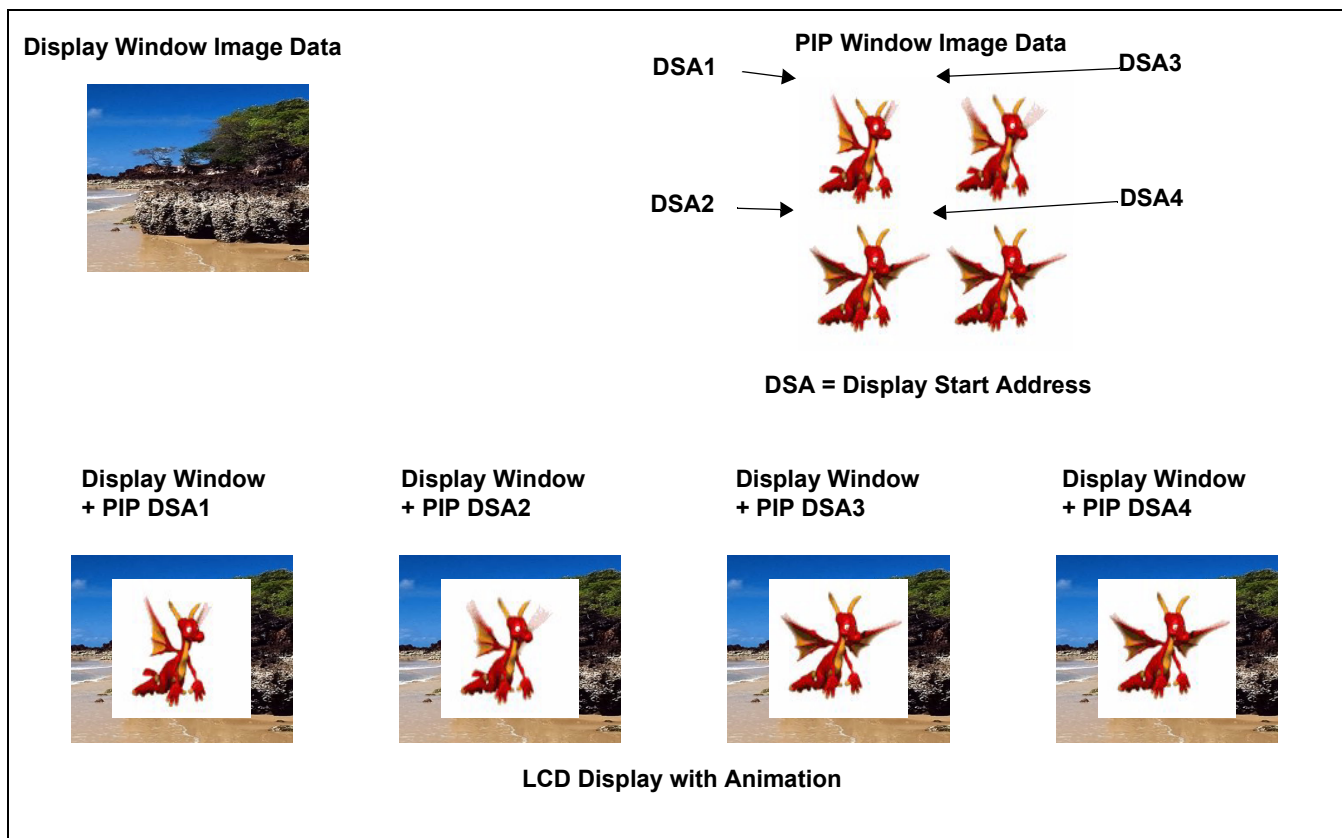 Display Window Image Data
PIP Window Image Data
DSA1
DSA3
DSA2
DSA4
DSA = Display Start Address
Display Window
+ PIP DSA1
Display Window
+ PIP DSA2
Display Window
+ PIP DSA3
Display Window
+ PIP DSA4
LCD Display with Animation